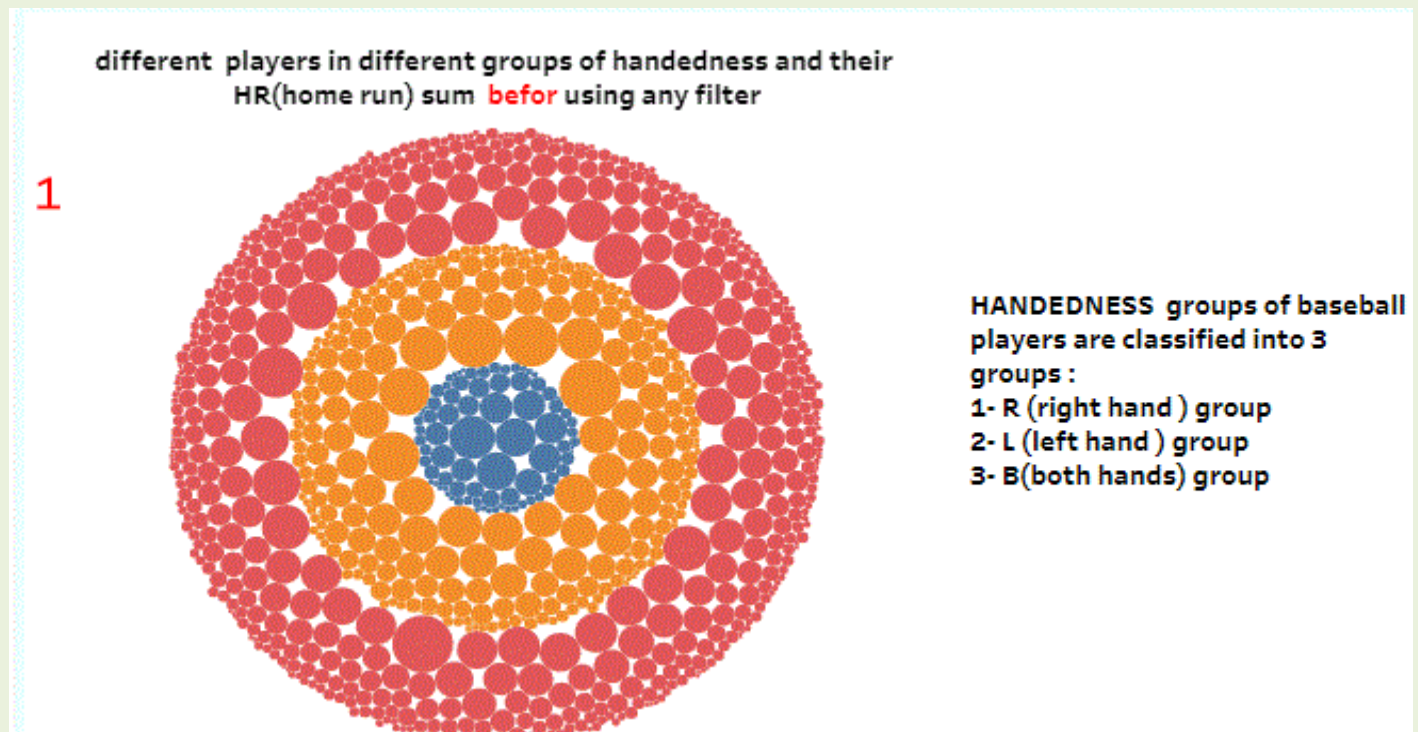 different players in different groups of handedness and their
HR(home run) sum befor using any filter
1
HANDEDNESS groups of baseball
players are classified into 3
groups :
1- R (right hand ) group
2- L (left hand ) group
3- B(both hands) group